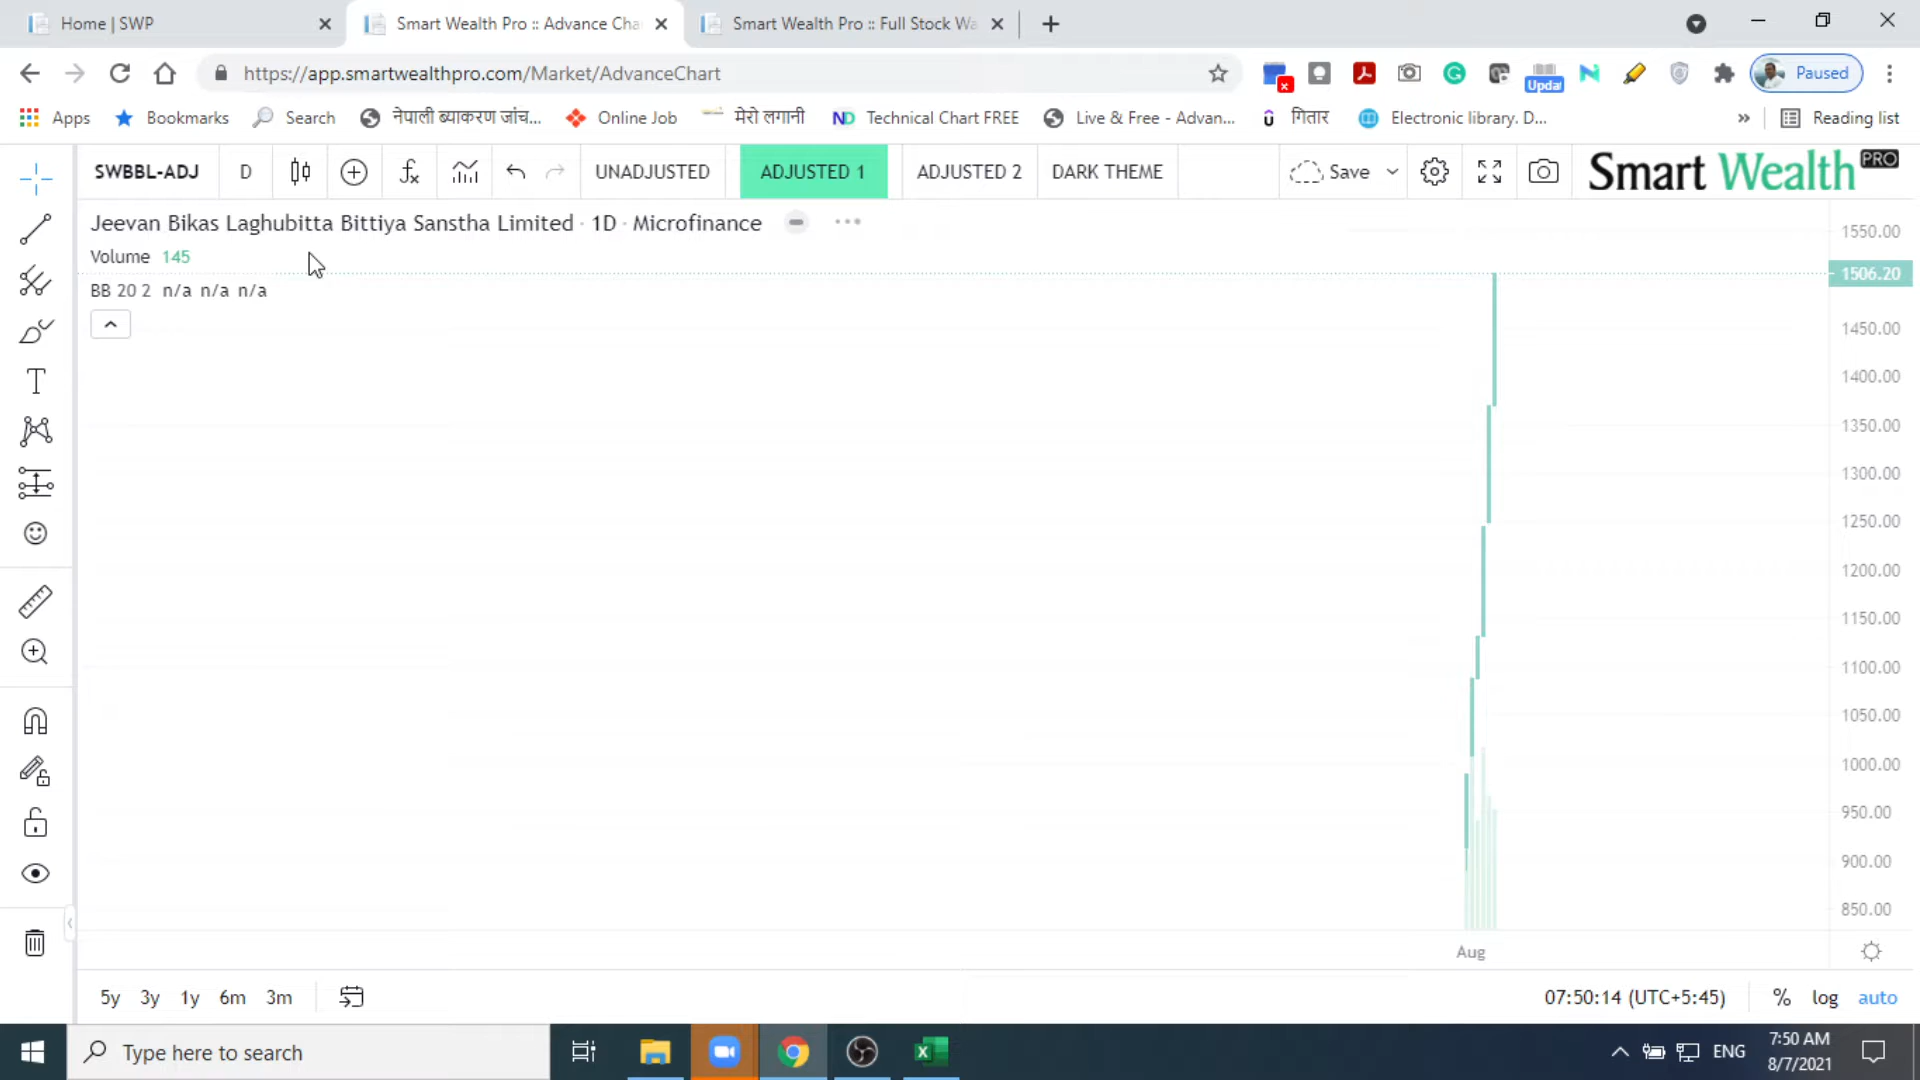 Home | SWP
Smart Wealth Pro :: Advance Cha
Smart Wealth Pro :: Full Stock Wa
https://app.smartwealthpro.com/Market/AdvanceChart
Updat
Paused
Apps
Bookmarks
Search
नेपाली ब्याकरण जांच...
Online Job
मेरो लगानी
ND Technical Chart FREE
Live & Free - Advan...
गितार
Electronic library. D...
»
Reading list
SWBBL-ADJ
D
UNADJUSTED
ADJUSTED 1
ADJUSTED 2
DARK THEME
Save
Smart Wealth PRO
Jeevan Bikas Laghubitta Bittiya Sanstha Limited · 1D · Microfinance
Volume 145
BB 20 2 n/a n/a n/a
1550.00
1506.20
1450.00
1400.00
1350.00
1300.00
1250.00
1200.00
1150.00
1100.00
1050.00
1000.00
950.00
900.00
850.00
Aug
5y 3y 1y 6m 3m
07:50:14 (UTC+5:45)
% log auto
Type here to search
ENG
7:50 AM
8/7/2021